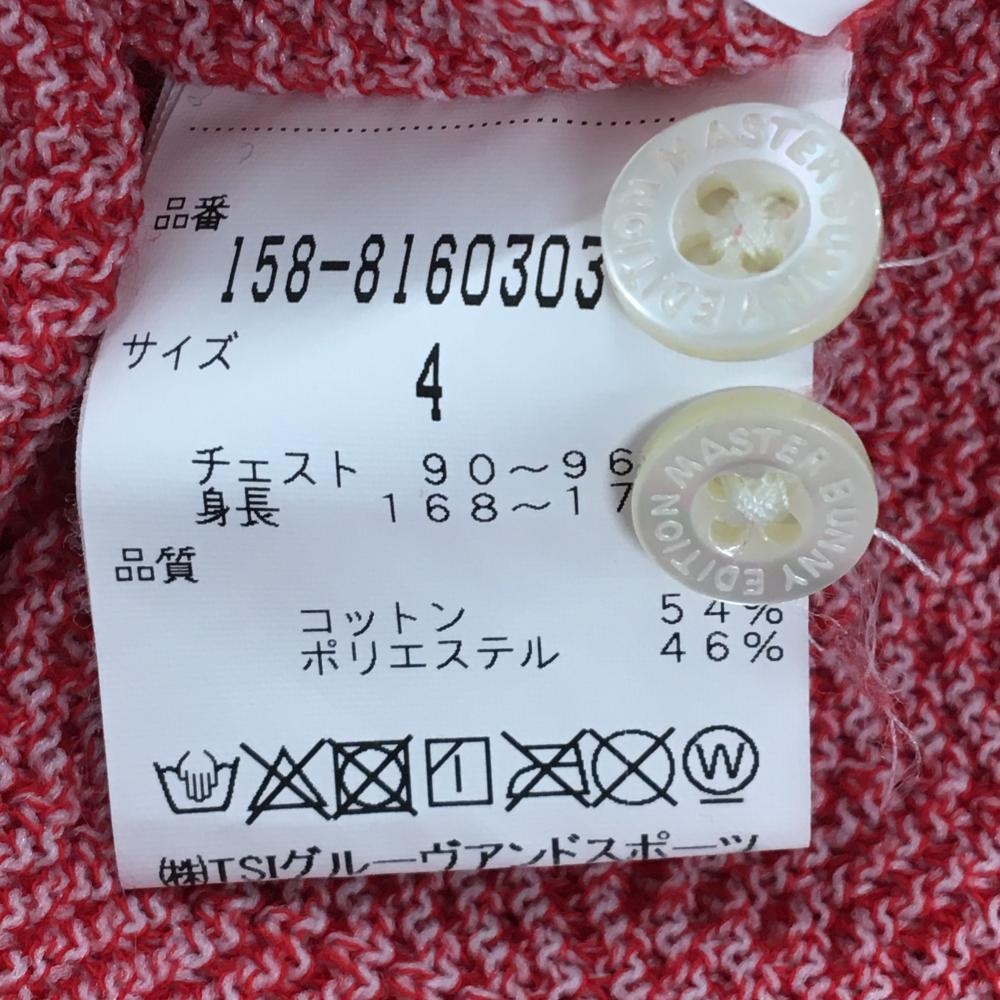 品番
158-8160303
MASTER BUNNY EDITION
サイズ
4
チェスト 90～96
身長 168～17
MASTER BUNNY EDITION
品質
コットン 54%
ポリエステル 46%
W
㈱TSIグルーヴアンドスポーツ